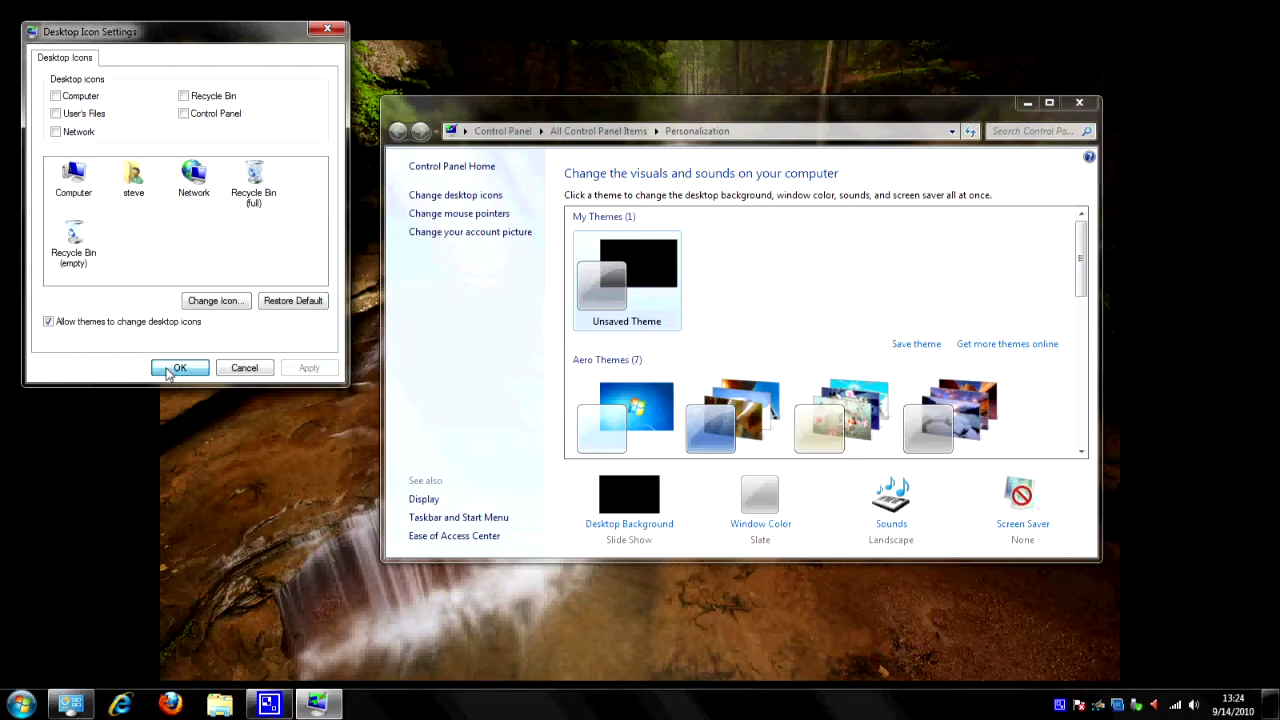 Desktop Icon Settings
Desktop Icons
Desktop icons
Computer
Recycle Bin
User's Files
Control Panel
Network
Computer
steve
Network
Recycle Bin
(full)
Recycle Bin
(empty)
Change Icon...
Restore Default
Allow themes to change desktop icons
OK
Cancel
Apply
Control Panel
All Control Panel Items
Personalization
Search Control Pa...
Control Panel Home
Change desktop icons
Change mouse pointers
Change your account picture
See also
Display
Taskbar and Start Menu
Ease of Access Center
Change the visuals and sounds on your computer
Click a theme to change the desktop background, window color, sounds, and screen saver all at once.
My Themes (1)
Unsaved Theme
Save theme
Get more themes online
Aero Themes (7)
Desktop Background
Slide Show
Window Color
Slate
Sounds
Landscape
Screen Saver
None
13:24
9/14/2010